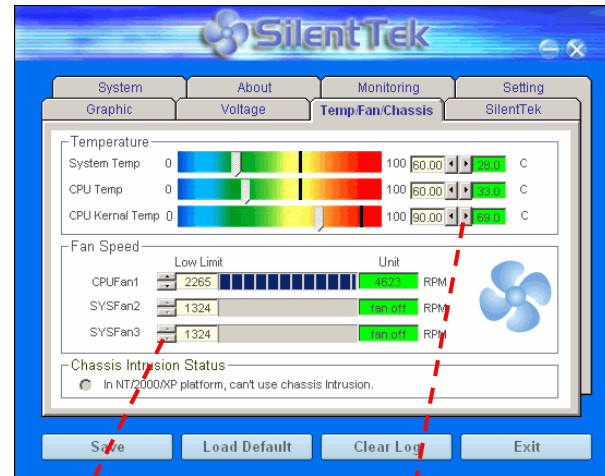 SilentTek
System About Monitoring Setting
Graphic Voltage Temp/Fan/Chassis SilentTek
Temperature
System Temp 0 100 60.00 28.0 C
CPU Temp 0 100 60.00 33.0 C
CPU Kernal Temp 0 100 90.00 69.0 C
Fan Speed
Low Limit Unit
CPUFan1 2265 4623 RPM
SYSFan2 1324 fan off RPM
SYSFan3 1324 fan off RPM
Chassis Intrusion Status
In NT/2000/XP platform, can't use chassis Intrusion.
Save Load Default Clear Log Exit